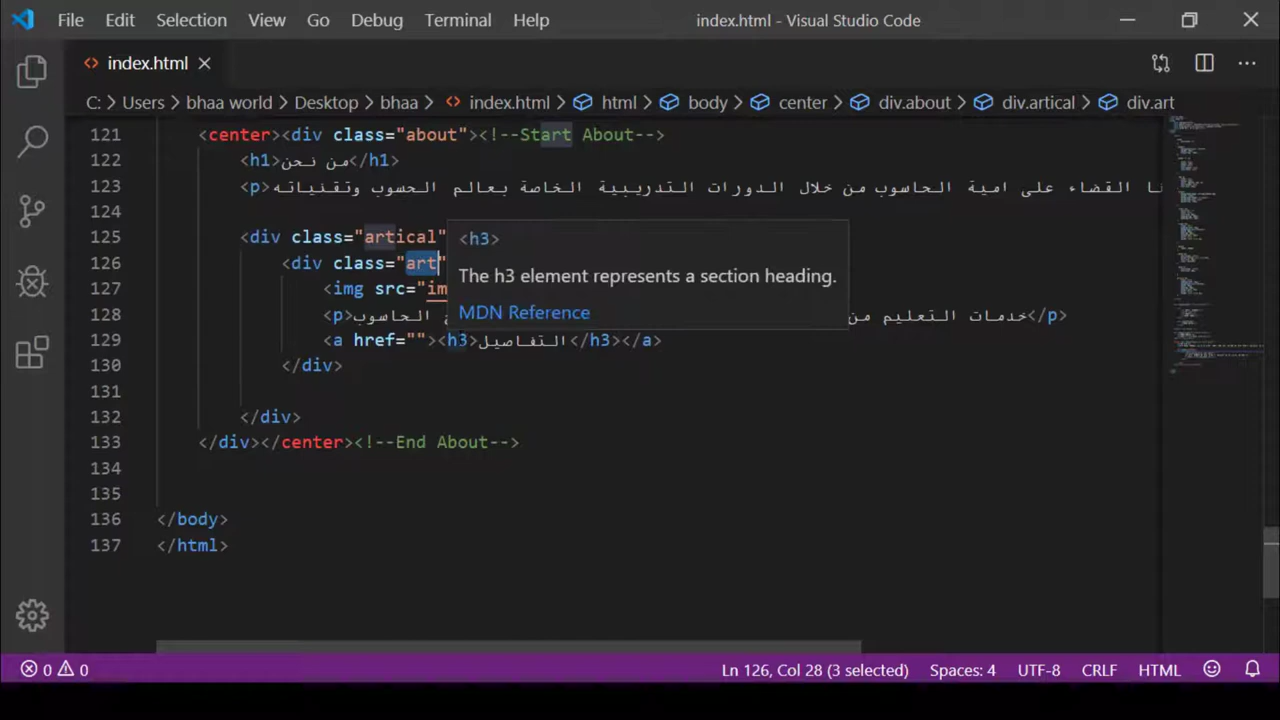 File Edit Selection View Go Debug Terminal Help index.html - Visual Studio Code
index.html
C: > Users > bhaa world > Desktop > bhaa > index.html > html > body > center > div.about > div.artical > div.art
121 <center><div class="about"><!--Start About-->
122 <h1>من نحن</h1>
123 <p>نا القضاء على امية الحاسوب من خلال الدورات التدريبية الخاصة بعالم الحسوب وتقنياته
124
125 <div class="artical"
126 <div class="art"
127 <img src="im
128 <p>الحاسوب خدمات التعليم من</p>
129 <a href=""><h3>التفاصيل</h3></a>
130 </div>
131
132 </div>
133 </div></center><!--End About-->
134
135
136 </body>
137 </html>
<h3>
The h3 element represents a section heading.
MDN Reference
0 0 Ln 126, Col 28 (3 selected) Spaces: 4 UTF-8 CRLF HTML